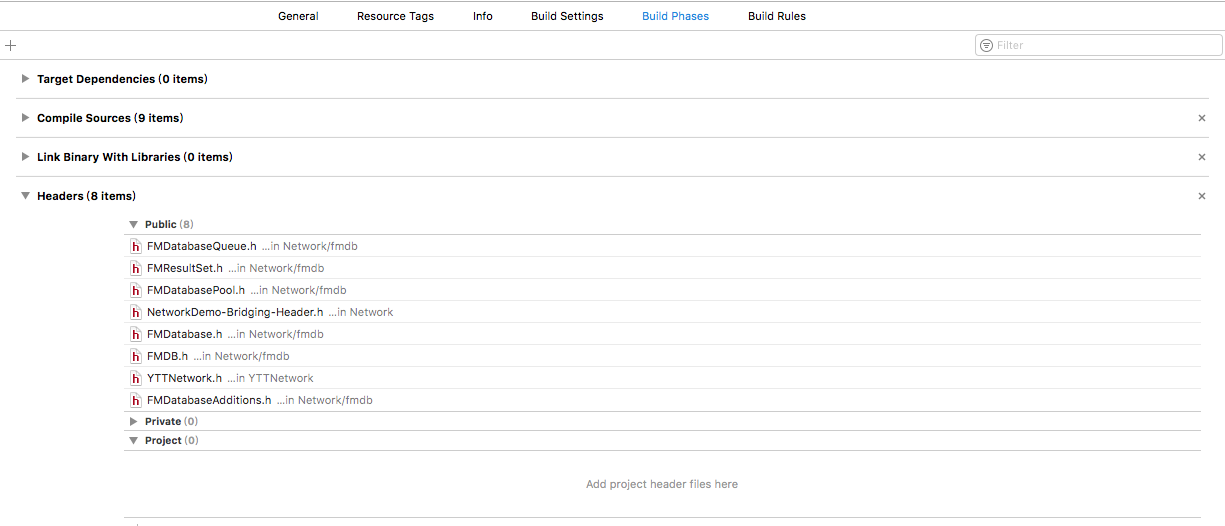 General Resource Tags Info Build Settings Build Phases Build Rules
Filter
Target Dependencies (0 items)
Compile Sources (9 items)
Link Binary With Libraries (0 items)
Headers (8 items)
Public (8)
FMDatabaseQueue.h ...in Network/fmdb
FMResultSet.h ...in Network/fmdb
FMDatabasePool.h ...in Network/fmdb
NetworkDemo-Bridging-Header.h ...in Network
FMDatabase.h ...in Network/fmdb
FMDB.h ...in Network/fmdb
YTTNetwork.h ...in YTTNetwork
FMDatabaseAdditions.h ...in Network/fmdb
Private (0)
Project (0)
Add project header files here